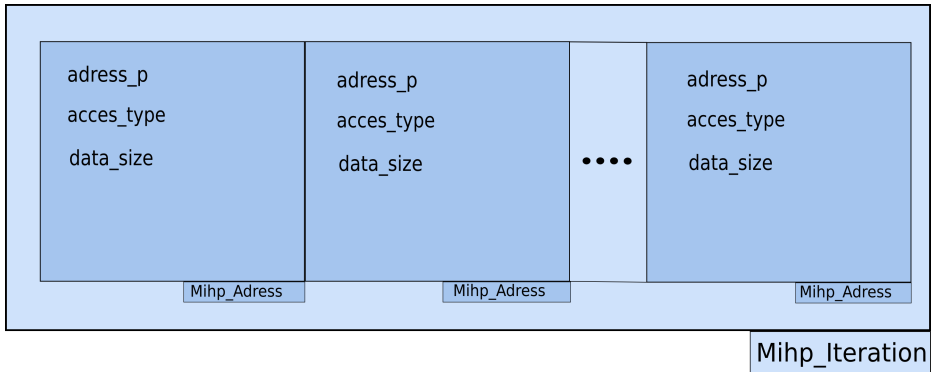 adress_p
acces_type
data_size
Mihp_Adress
adress_p
acces_type
data_size
Mihp_Adress
....
adress_p
acces_type
data_size
Mihp_Adress
Mihp_Iteration